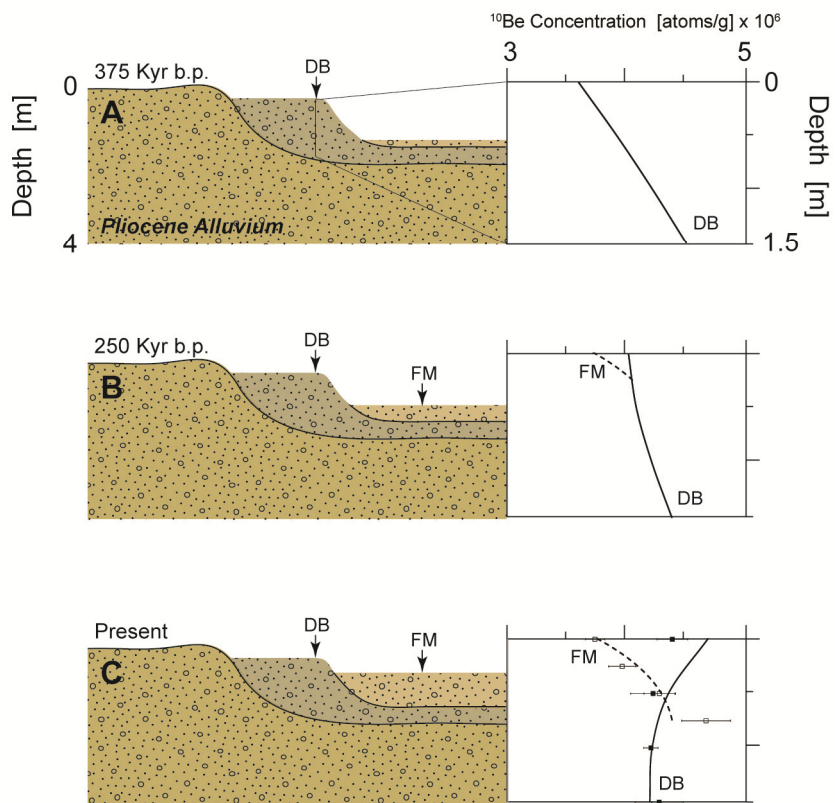 ¹⁰Be Concentration [atoms/g] x 10⁶
3 5
375 Kyr b.p. DB
0 0
A
Depth [m] Depth [m]
DB
Pliocene Alluvium
4 1.5
250 Kyr b.p. DB
B FM FM
DB
Present DB
C FM FM
DB